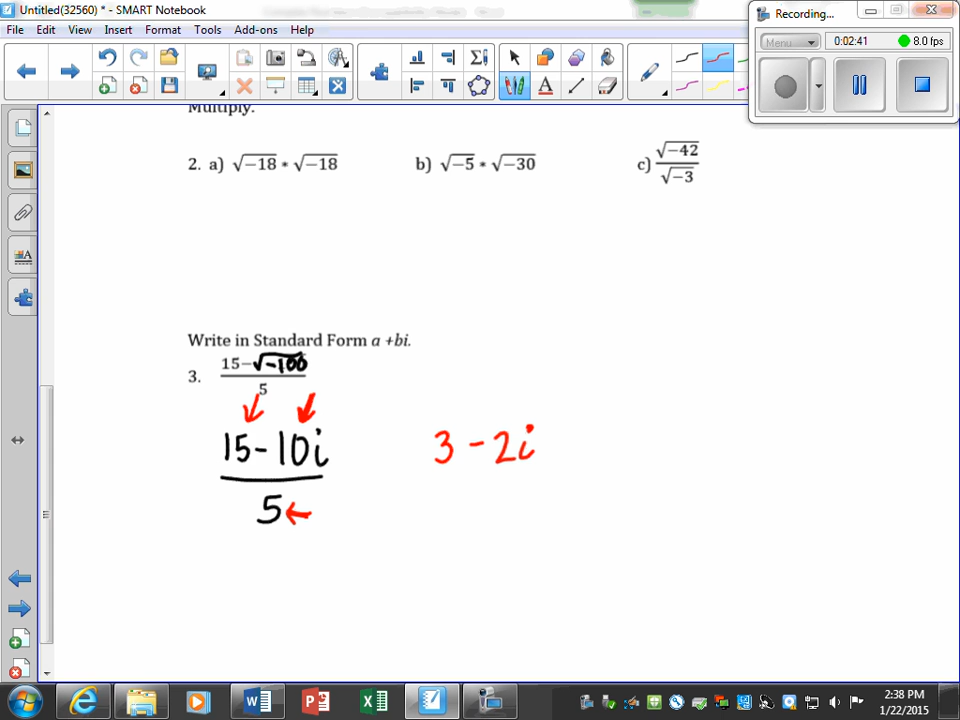 Untitled(32560) * - SMART Notebook
Recording...
File Edit View Insert Format Tools Add-ons Help
Menu 0:02:41 8.0 fps
Multiply.
2. a) √−18 * √−18 b) √−5 * √−30 c) √−42 / √−3
Write in Standard Form a +bi.
3. 15−√−100
5
15 - 10i
5
3 - 2i
2:38 PM
1/22/2015